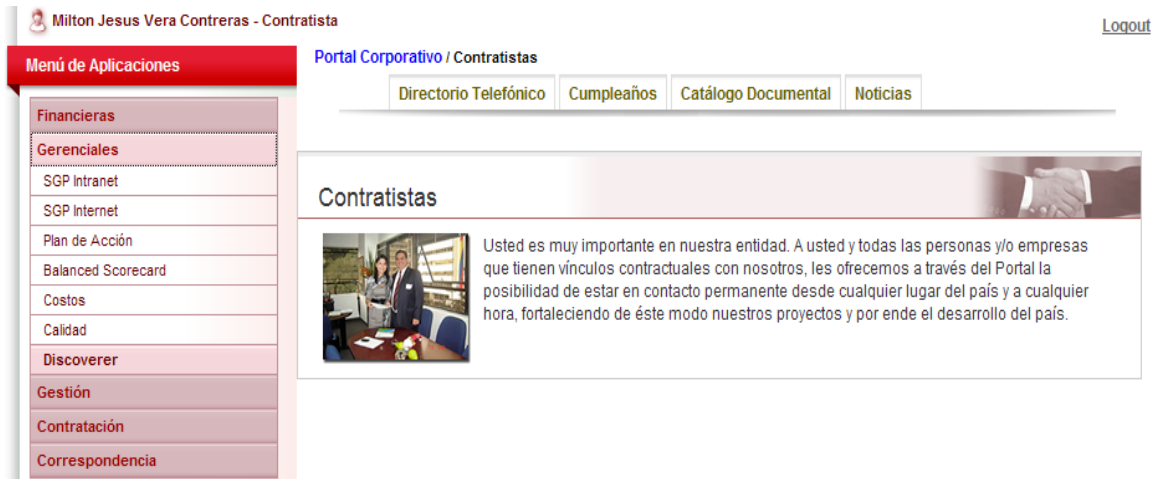 Milton Jesus Vera Contreras - Contratista
Logout
Menú de Aplicaciones
Financieras
Gerenciales
SGP Intranet
SGP Internet
Plan de Acción
Balanced Scorecard
Costos
Calidad
Discoverer
Gestión
Contratación
Correspondencia
Portal Corporativo / Contratistas
Directorio Telefónico Cumpleaños Catálogo Documental Noticias
Contratistas
Usted es muy importante en nuestra entidad. A usted y todas las personas y/o empresas
que tienen vínculos contractuales con nosotros, les ofrecemos a través del Portal la
posibilidad de estar en contacto permanente desde cualquier lugar del país y a cualquier
hora, fortaleciendo de éste modo nuestros proyectos y por ende el desarrollo del país.